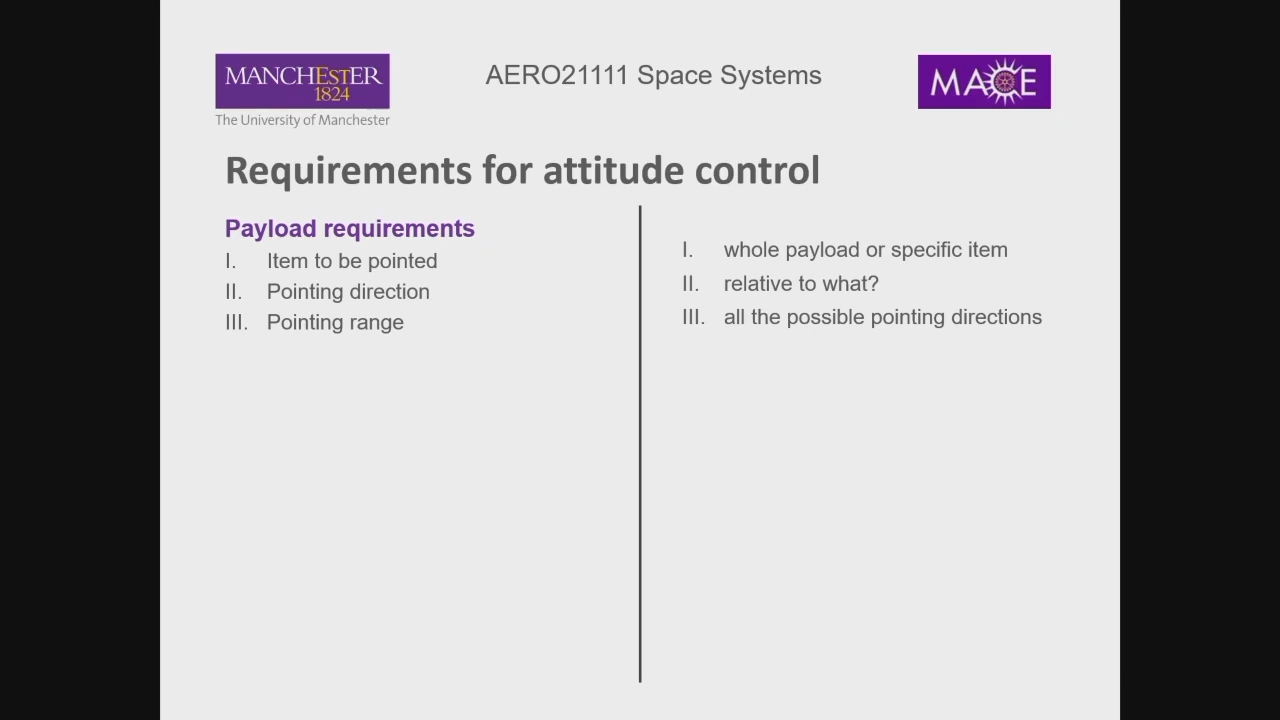 MANCHESTER
1824
The University of Manchester
AERO21111 Space Systems
MACE
Requirements for attitude control
Payload requirements
I. Item to be pointed
II. Pointing direction
III. Pointing range
I. whole payload or specific item
II. relative to what?
III. all the possible pointing directions